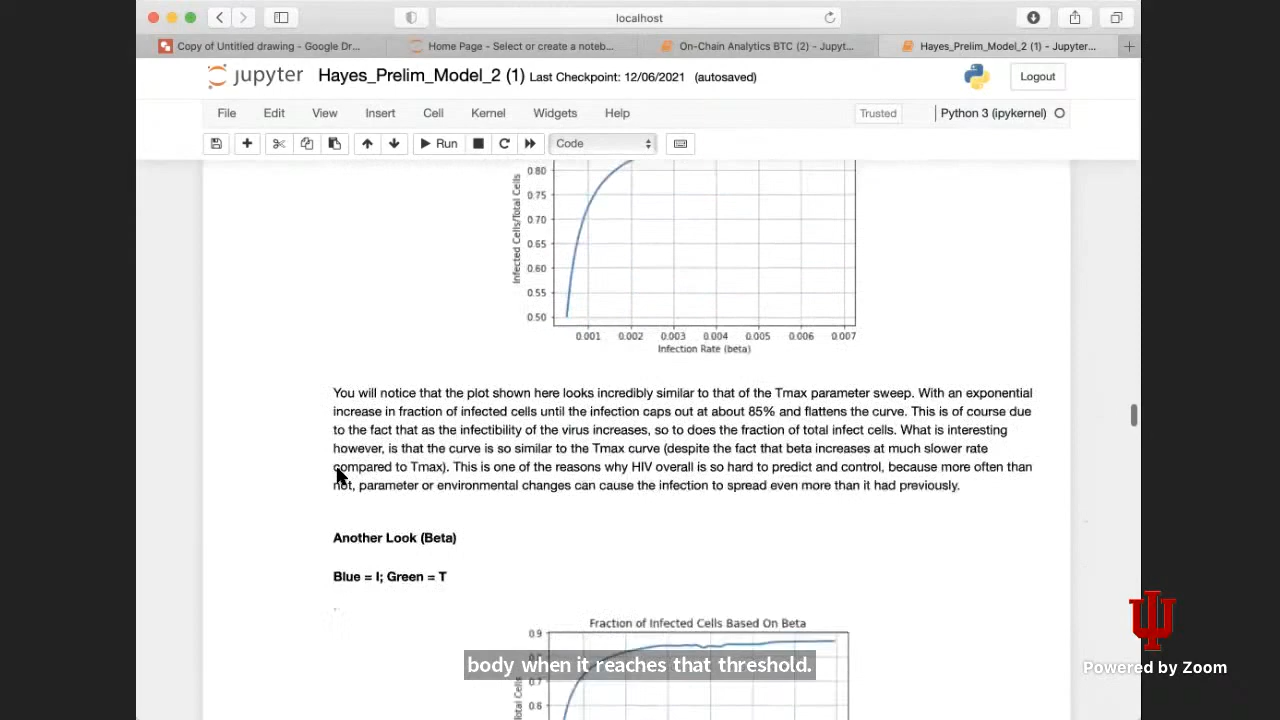 localhost
Copy of Untitled drawing - Google Dr...
Home Page - Select or create a noteb...
On-Chain Analytics BTC (2) - Jupyt...
Hayes_Prelim_Model_2 (1) - Jupyter...
jupyter Hayes_Prelim_Model_2 (1) Last Checkpoint: 12/06/2021 (autosaved)
Logout
File Edit View Insert Cell Kernel Widgets Help
Trusted
Python 3 (ipykernel)
Run
Code
0.80
0.75
0.70
0.65
0.60
0.55
0.50
Infected Cells/Total Cells
0.001 0.002 0.003 0.004 0.005 0.006 0.007
Infection Rate (beta)
You will notice that the plot shown here looks incredibly similar to that of the Tmax parameter sweep. With an exponential
increase in fraction of infected cells until the infection caps out at about 85% and flattens the curve. This is of course due
to the fact that as the infectibility of the virus increases, so to does the fraction of total infect cells. What is interesting
however, is that the curve is so similar to the Tmax curve (despite the fact that beta increases at much slower rate
compared to Tmax). This is one of the reasons why HIV overall is so hard to predict and control, because more often than
not, parameter or environmental changes can cause the infection to spread even more than it had previously.
Another Look (Beta)
Blue = I; Green = T
Fraction of Infected Cells Based On Beta
0.9
0.7
0.6
Total Cells
body when it reaches that threshold.
Powered by Zoom